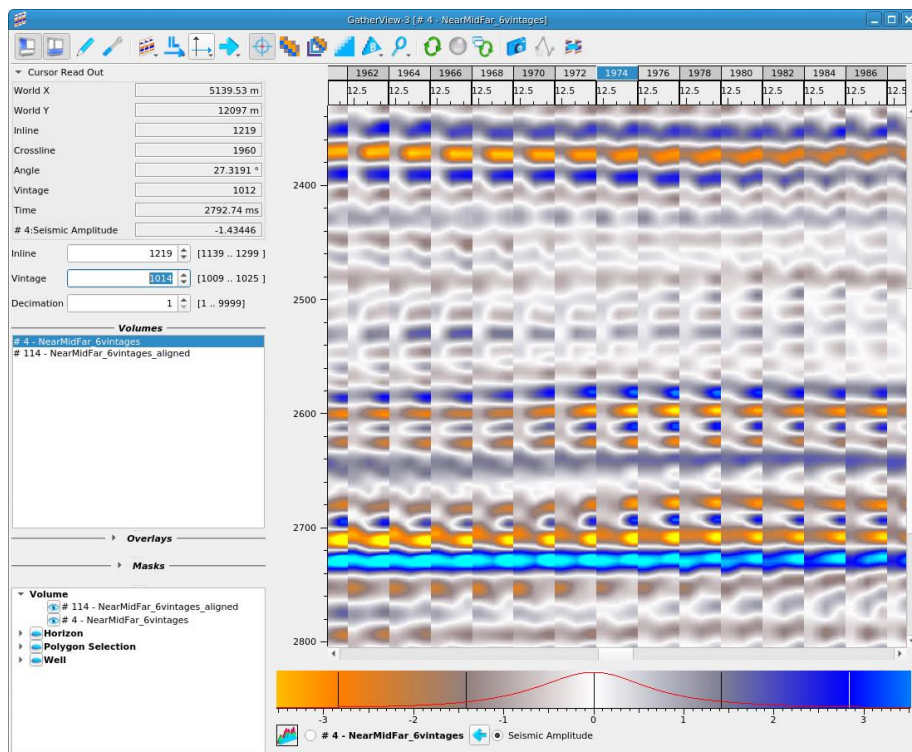 GatherView-3 [# 4 - NearMidFar_6vintages]
Cursor Read Out
World X 5139.53 m
World Y 12097 m
Inline 1219
Crossline 1960
Angle 27.3191 °
Vintage 1012
Time 2792.74 ms
# 4:Seismic Amplitude -1.43446
Inline 1219 [1139 .. 1299 ]
Vintage 1014 [1009 .. 1025 ]
Decimation 1 [1 .. 9999]
Volumes
# 4 - NearMidFar_6vintages
# 114 - NearMidFar_6vintages_aligned
Overlays
Masks
Volume
# 114 - NearMidFar_6vintages_aligned
# 4 - NearMidFar_6vintages
Horizon
Polygon Selection
Well
1962 1964 1966 1968 1970 1972 1974 1976 1978 1980 1982 1984 1986
12.5 12.5 12.5 12.5 12.5 12.5 12.5 12.5 12.5 12.5 12.5 12.5 12.5 12.5
2400
2500
2600
2700
2800
-3 -2 -1 0 1 2 3
# 4 - NearMidFar_6vintages Seismic Amplitude